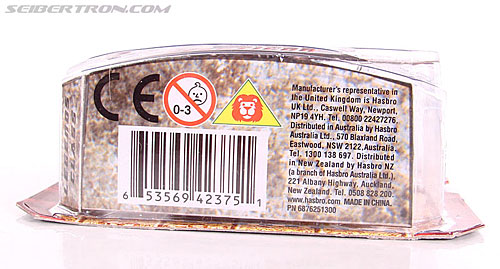 SEIBERTRON.COM
CE
0-3
Manufacturer's representative in
the United Kingdom is Hasbro
UK Ltd., Caswell Way, Newport,
NP19 4YH. Tel. 00800 22427276.
Distributed in Australia by Hasbro
Australia Ltd., 570 Blaxland Road,
Eastwood, NSW 2122, Australia.
Tel. 1300 138 697. Distributed
in New Zealand by Hasbro NZ
(a branch of Hasbro Australia Ltd.)
221 Albany Highway, Auckland,
New Zealand. Tel. 0508 828 200.
www.hasbro.com MADE IN CHINA.
PN 6876251300
6 53569 42375 1